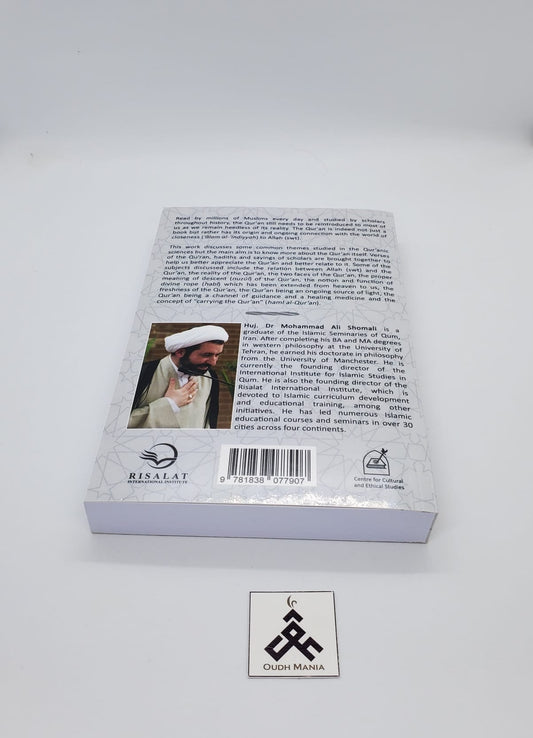 Read by millions of Muslims every day and studied by scholars
throughout history, the Qur'an still needs to be reintroduced to most of
us as we remain heedless of its reality. The Qur'an is indeed not just a
book but rather has its origin and ongoing connection with the world of
closeness ('Ālam al-'Indiyyah) to Allah (swt).
This work discusses some common themes studied in the Qur'anic
sciences but the main aim is to know more about the Qur'an itself. Verses
of the Qu'ran, hadiths and sayings of scholars are brought together to
help us better appreciate the Qur'an and better relate to it. Some of the
subjects discussed include the relation between Allah (swt) and the
Qur'an, the reality of the Qur'an, the two faces of the Qur'an, the proper
meaning of descent (nuzūl) of the Qur'an, the notion and function of
divine rope (habl) which has been extended from heaven to us, the
freshness of the Qur'an, the Qur'an being an ongoing source of light, the
Qur'an being a channel of guidance and a healing medicine and the
concept of "carrying the Qur'an" (haml al-Qur'an).
Huj. Dr Mohammad Ali Shomali is a
graduate of the Islamic Seminaries of Qum,
Iran. After completing his BA and MA degrees
in western philosophy at the University of
Tehran, he earned his doctorate in philosophy
from the University of Manchester. He is
currently the founding director of the
International Institute for Islamic Studies in
Qum. He is also the founding director of the
Risalat International Institute, which is
devoted to Islamic curriculum development
and educational training, among other
initiatives. He has led numerous Islamic
educational courses and seminars in over 30
cities across four continents.
RISALAT
INTERNATIONAL INSTITUTE
9 781838 077907
Centre for Cultural
and Ethical Studies
OUDH MANIA